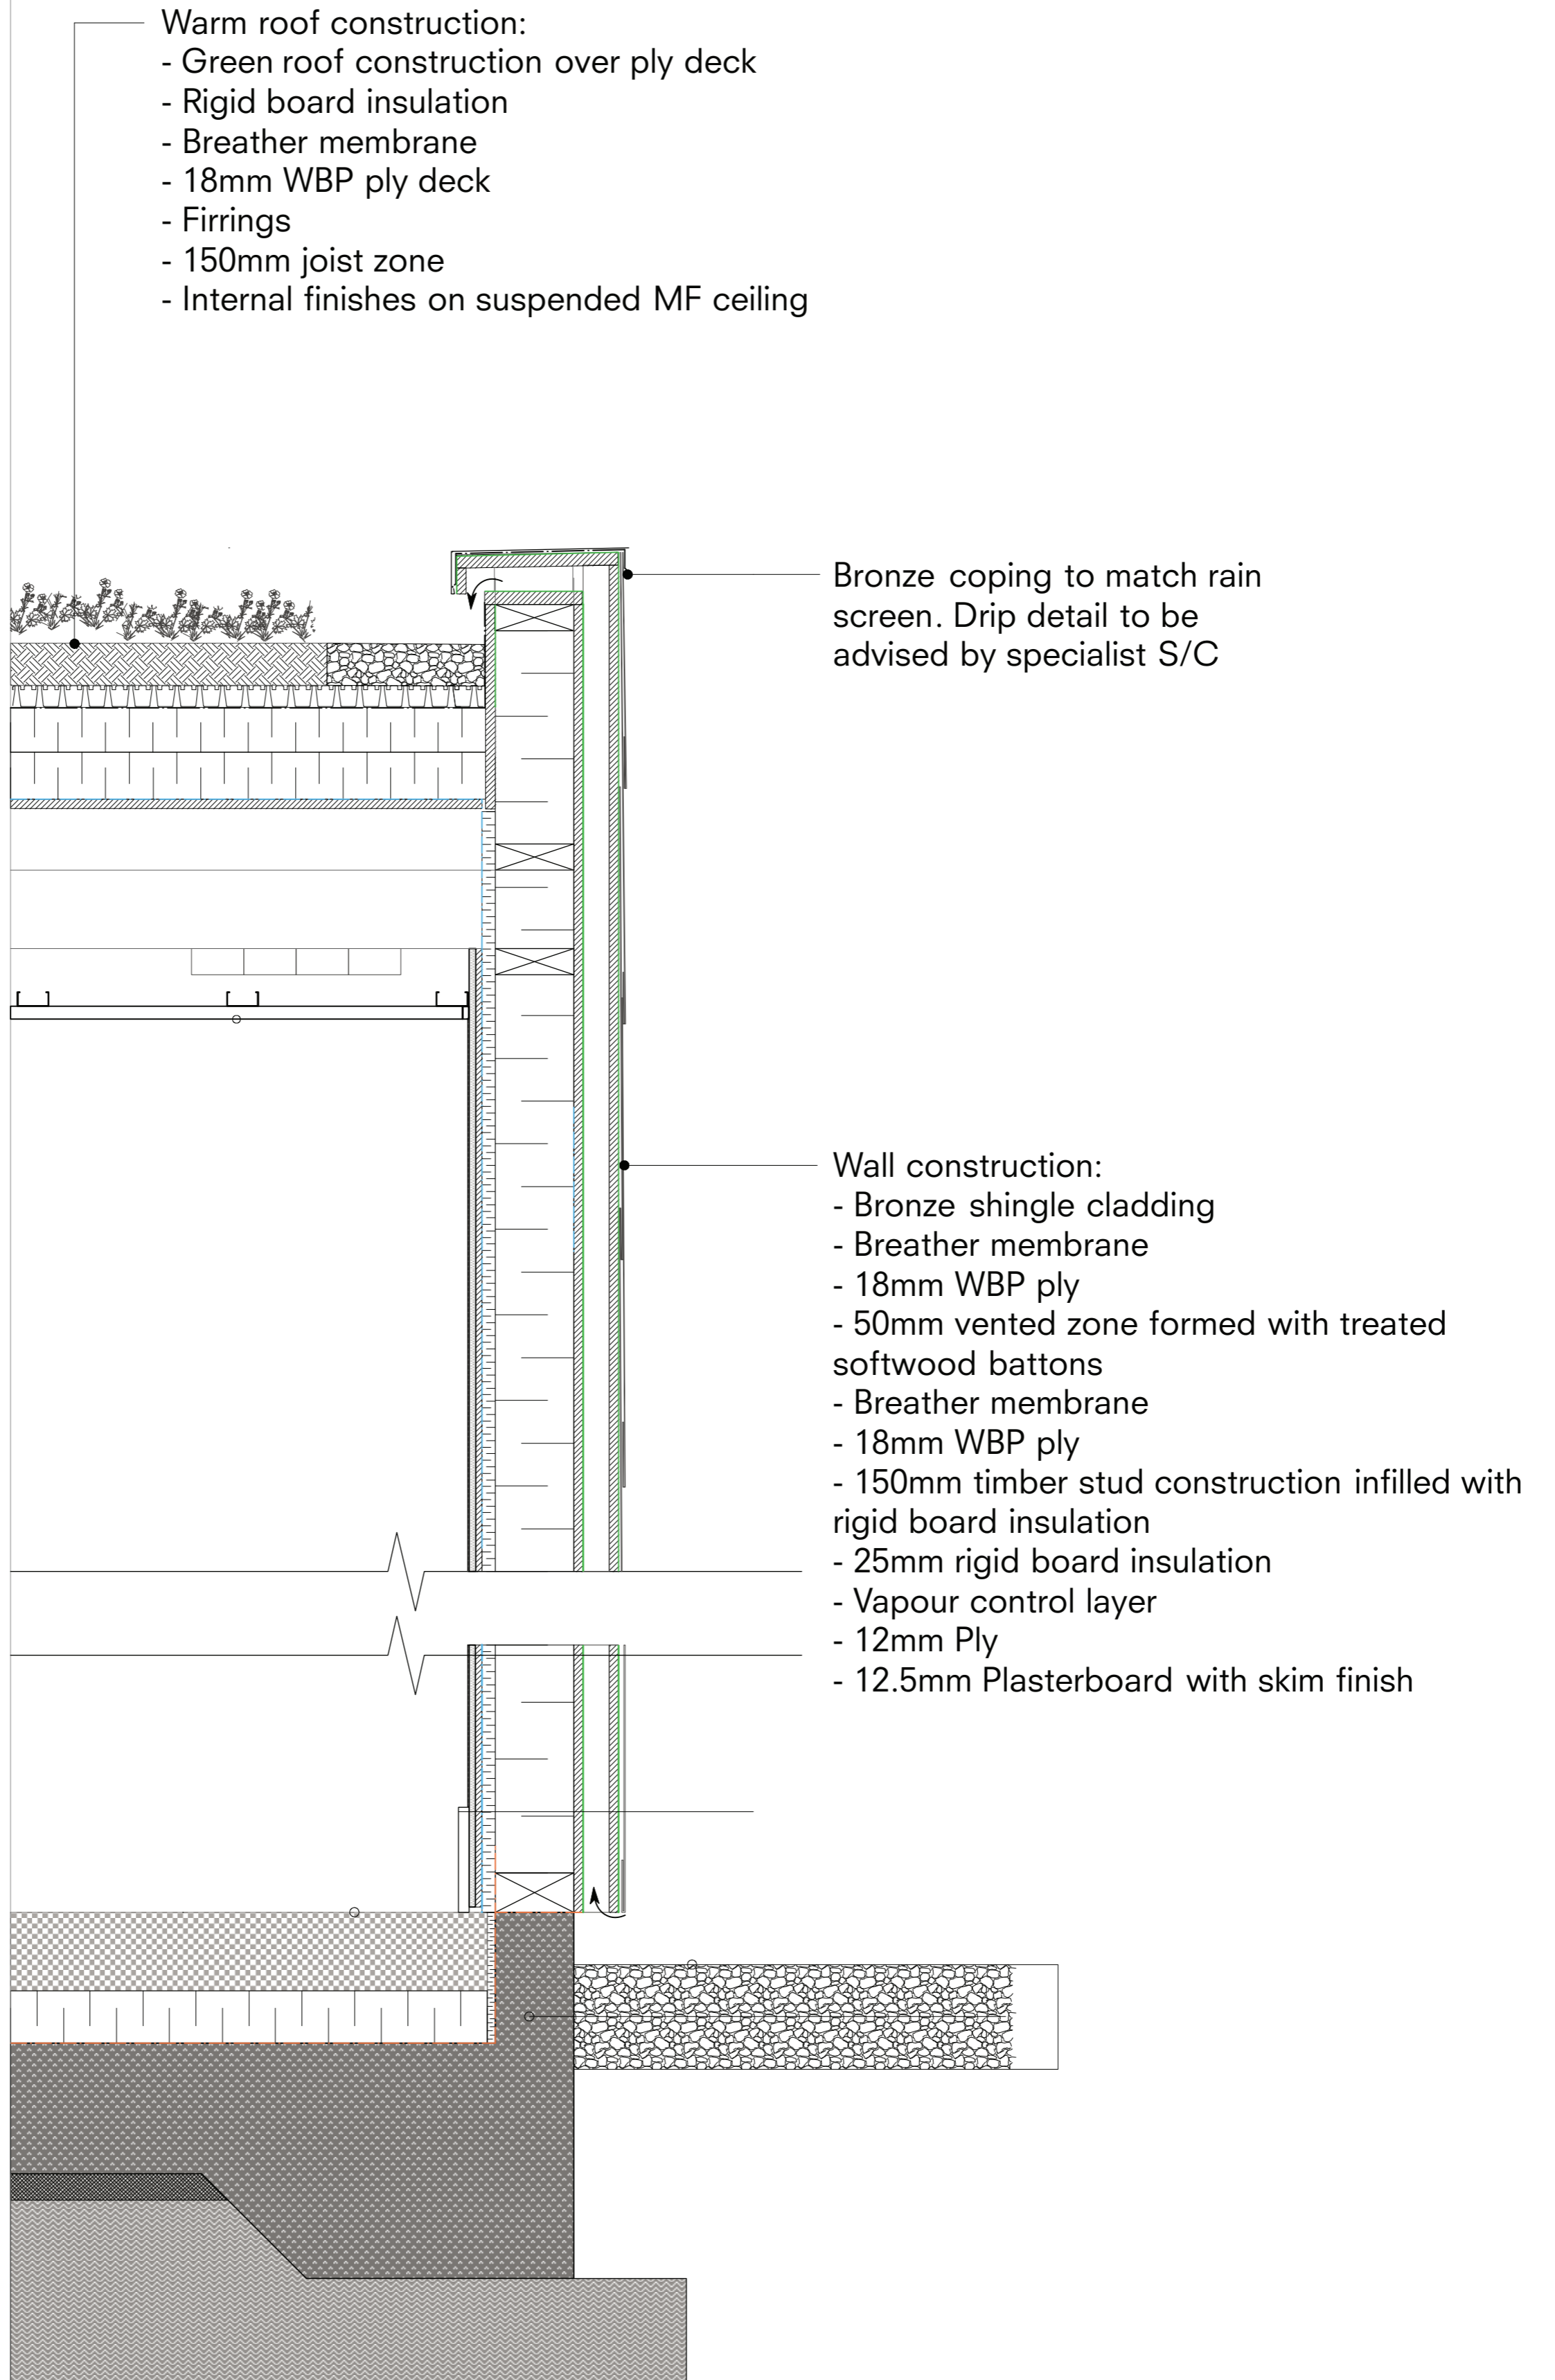 Warm roof construction:
- Green roof construction over ply deck
- Rigid board insulation
- Breather membrane
- 18mm WBP ply deck
- Firrings
- 150mm joist zone
- Internal finishes on suspended MF ceiling
Bronze coping to match rain
screen. Drip detail to be
advised by specialist S/C
Wall construction:
- Bronze shingle cladding
- Breather membrane
- 18mm WBP ply
- 50mm vented zone formed with treated
softwood battons
- Breather membrane
- 18mm WBP ply
- 150mm timber stud construction infilled with
rigid board insulation
- 25mm rigid board insulation
- Vapour control layer
- 12mm Ply
- 12.5mm Plasterboard with skim finish